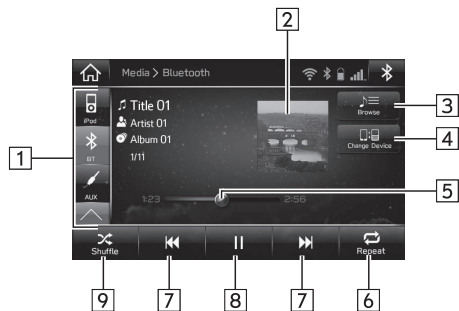 2
Media > Bluetooth
Title 01
Artist 01
Album 01
1/11
iPod
BT
AUX
Browse
3
Change Device
4
1
5
1:23
2:56
Shuffle
Repeat
9
7
8
7
6